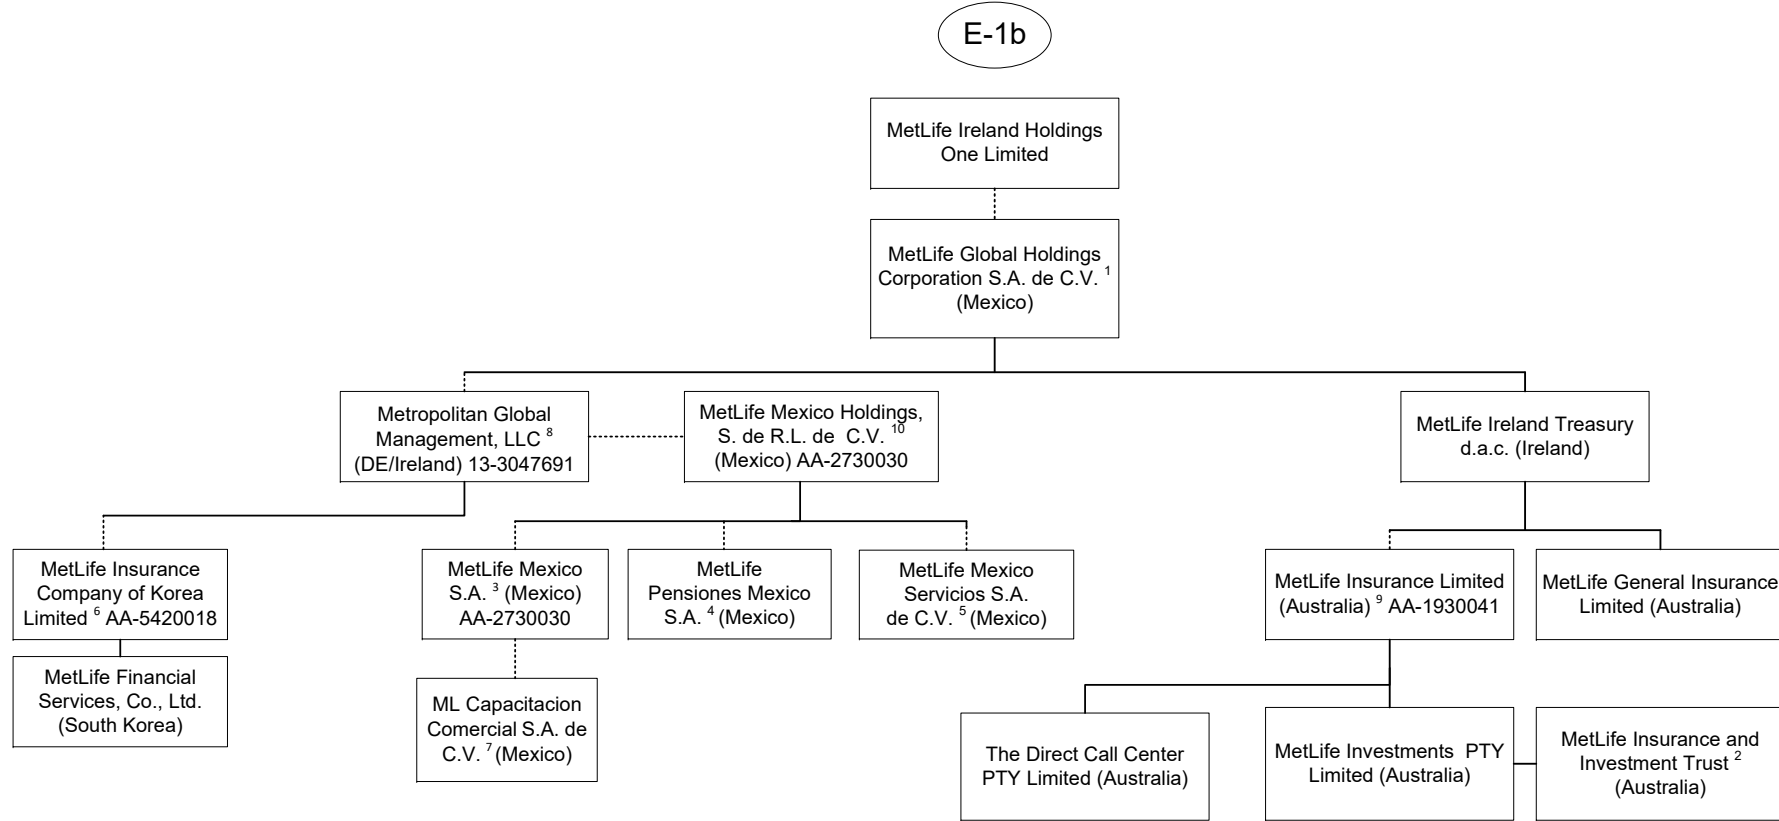 E-1b
MetLife Ireland Holdings
One Limited
MetLife Global Holdings
Corporation S.A. de C.V. 1
(Mexico)
Metropolitan Global
Management, LLC 8
(DE/Ireland) 13-3047691
MetLife Mexico Holdings,
S. de R.L. de C.V. 10
(Mexico) AA-2730030
MetLife Ireland Treasury
d.a.c. (Ireland)
MetLife Insurance
Company of Korea
Limited 6 AA-5420018
MetLife Mexico
S.A. 3 (Mexico)
AA-2730030
MetLife
Pensiones Mexico
S.A. 4 (Mexico)
MetLife Mexico
Servicios S.A.
de C.V. 5 (Mexico)
MetLife Insurance Limited
(Australia) 9 AA-1930041
MetLife General Insurance
Limited (Australia)
MetLife Financial
Services, Co., Ltd.
(South Korea)
ML Capacitacion
Comercial S.A. de
C.V. 7 (Mexico)
The Direct Call Center
PTY Limited (Australia)
MetLife Investments PTY
Limited (Australia)
MetLife Insurance and
Investment Trust 2
(Australia)